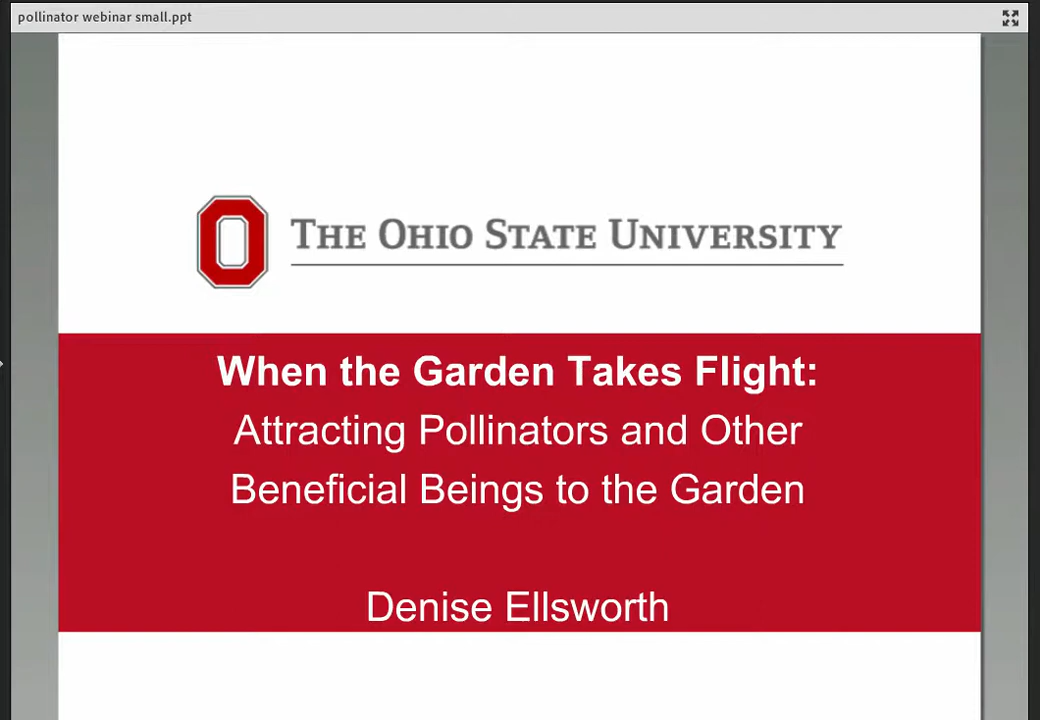 pollinator webinar small.ppt
THE OHIO STATE UNIVERSITY
When the Garden Takes Flight:
Attracting Pollinators and Other
Beneficial Beings to the Garden
Denise Ellsworth